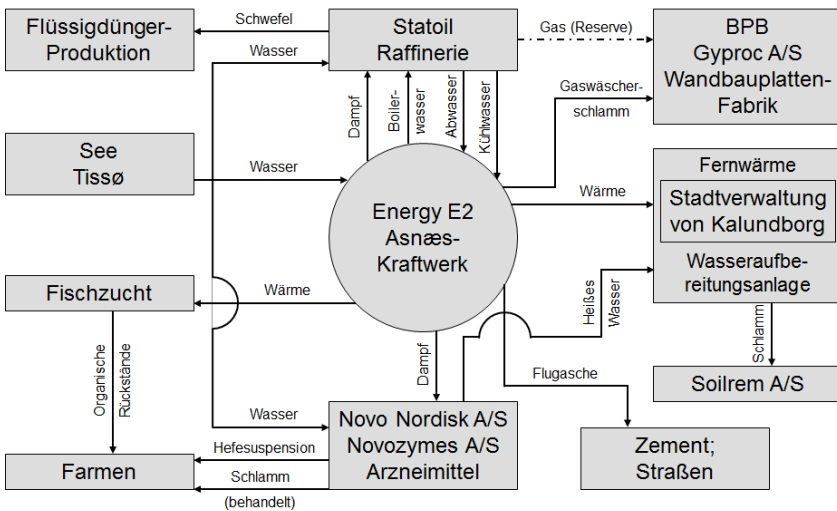 Flüssigdünger-
Produktion
Schwefel
Statoil
Raffinerie
Gas (Reserve)
BPB
Gyproc A/S
Wandbauplatten-
Fabrik
Wasser
Dampf
Boiler-
wasser
Abwasser
Kühlwasser
Gaswäscher-
schlamm
See
Tissø
Wasser
Energy E2
Asnæs-
Kraftwerk
Wärme
Fernwärme
Stadtverwaltung
von Kalundborg
Wasseraufbe-
reitungsanlage
Fischzucht
Wärme
Heißes
Wasser
Organische
Rückstände
Dampf
Flugasche
Schlamm
Soilrem A/S
Wasser
Novo Nordisk A/S
Novozymes A/S
Arzneimittel
Hefesuspension
Schlamm
(behandelt)
Farmen
Zement;
Straßen